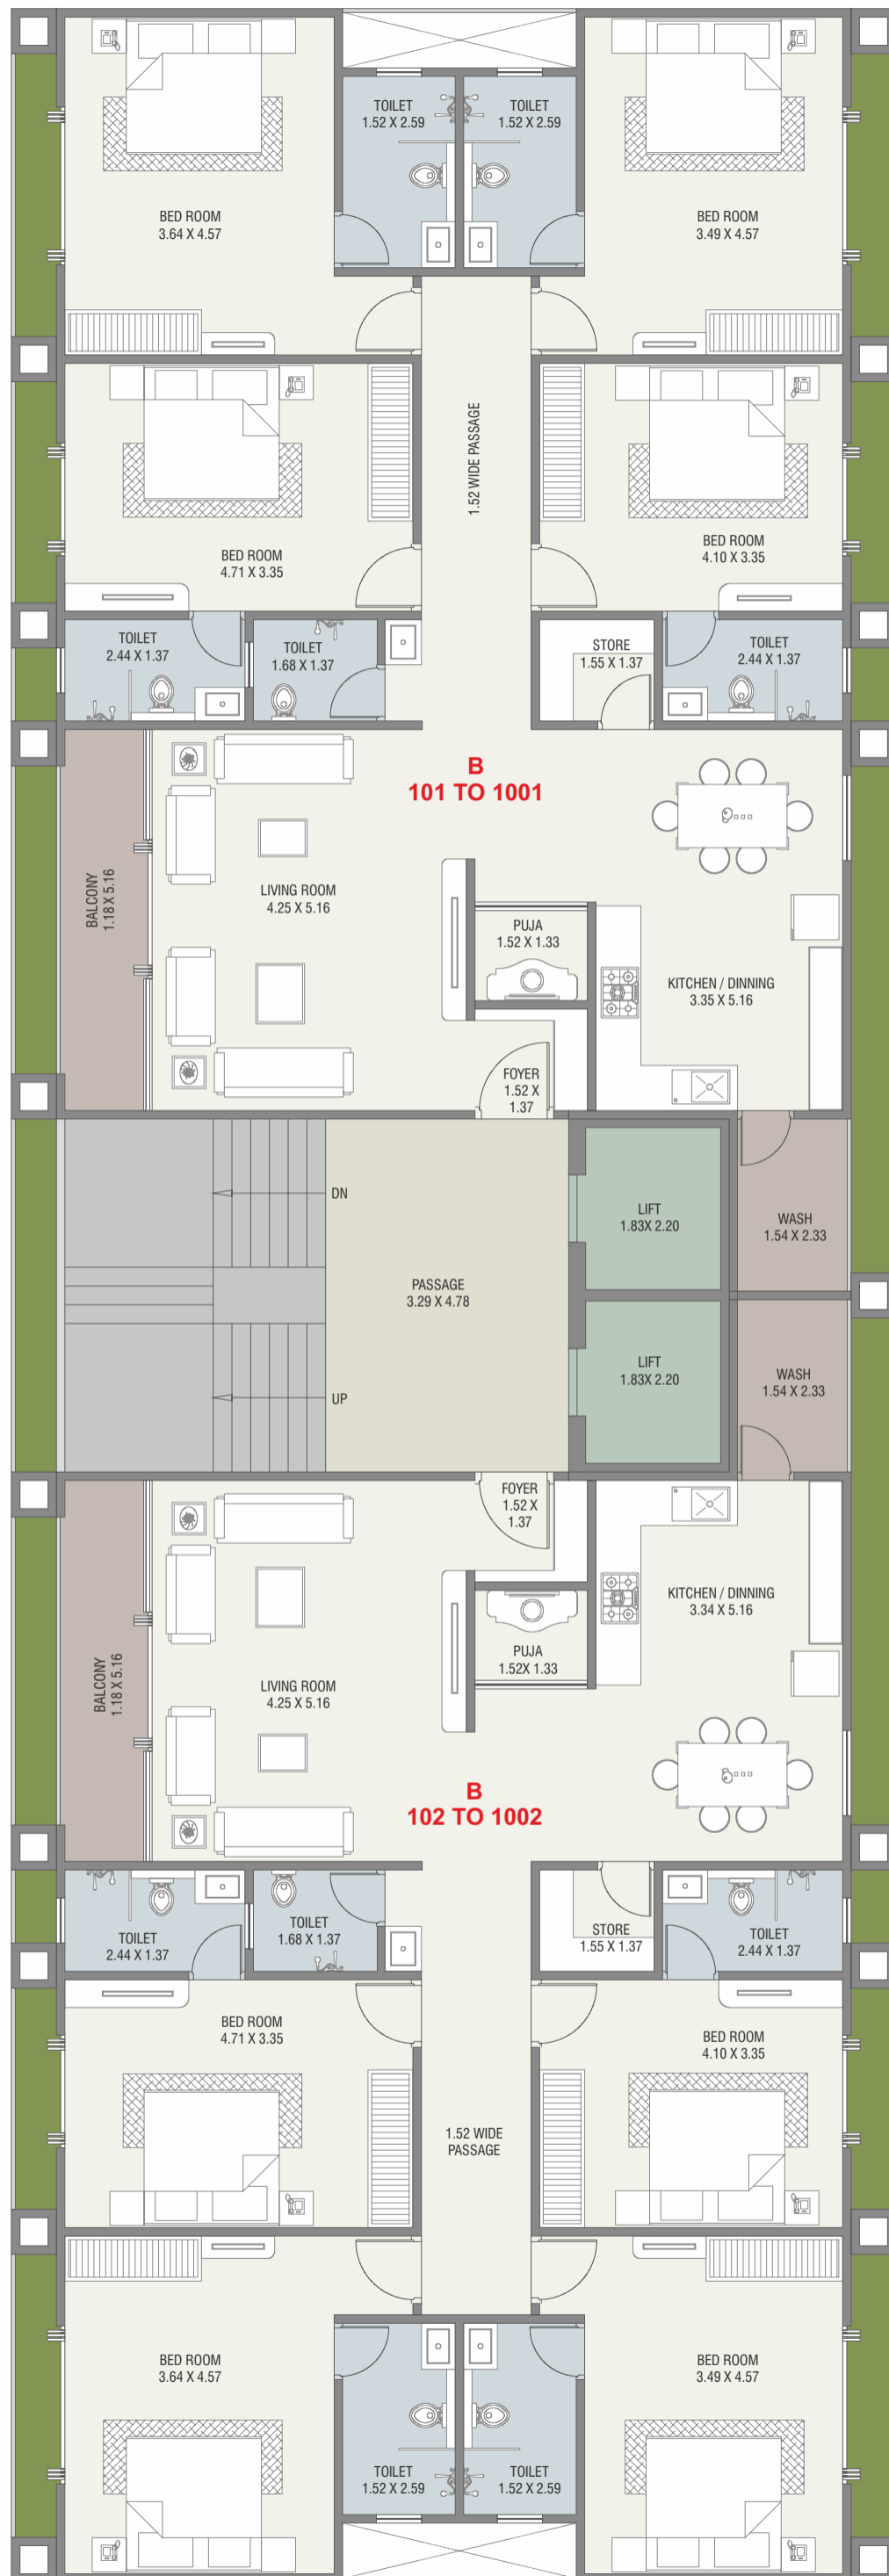 TOILET
1.52 X 2.59
TOILET
1.52 X 2.59
BED ROOM
3.64 X 4.57
BED ROOM
3.49 X 4.57
1.52 WIDE PASSAGE
BED ROOM
4.71 X 3.35
BED ROOM
4.10 X 3.35
TOILET
2.44 X 1.37
TOILET
1.68 X 1.37
STORE
1.55 X 1.37
TOILET
2.44 X 1.37
B
101 TO 1001
BALCONY
1.18 X 5.16
LIVING ROOM
4.25 X 5.16
PUJA
1.52 X 1.33
KITCHEN / DINNING
3.35 X 5.16
FOYER
1.52 X
1.37
DN
LIFT
1.83X 2.20
WASH
1.54 X 2.33
PASSAGE
3.29 X 4.78
UP
LIFT
1.83X 2.20
WASH
1.54 X 2.33
FOYER
1.52 X
1.37
KITCHEN / DINNING
3.34 X 5.16
PUJA
1.52X 1.33
BALCONY
1.18 X 5.16
LIVING ROOM
4.25 X 5.16
B
102 TO 1002
TOILET
2.44 X 1.37
TOILET
1.68 X 1.37
STORE
1.55 X 1.37
TOILET
2.44 X 1.37
BED ROOM
4.71 X 3.35
BED ROOM
4.10 X 3.35
1.52 WIDE
PASSAGE
BED ROOM
3.64 X 4.57
BED ROOM
3.49 X 4.57
TOILET
1.52 X 2.59
TOILET
1.52 X 2.59